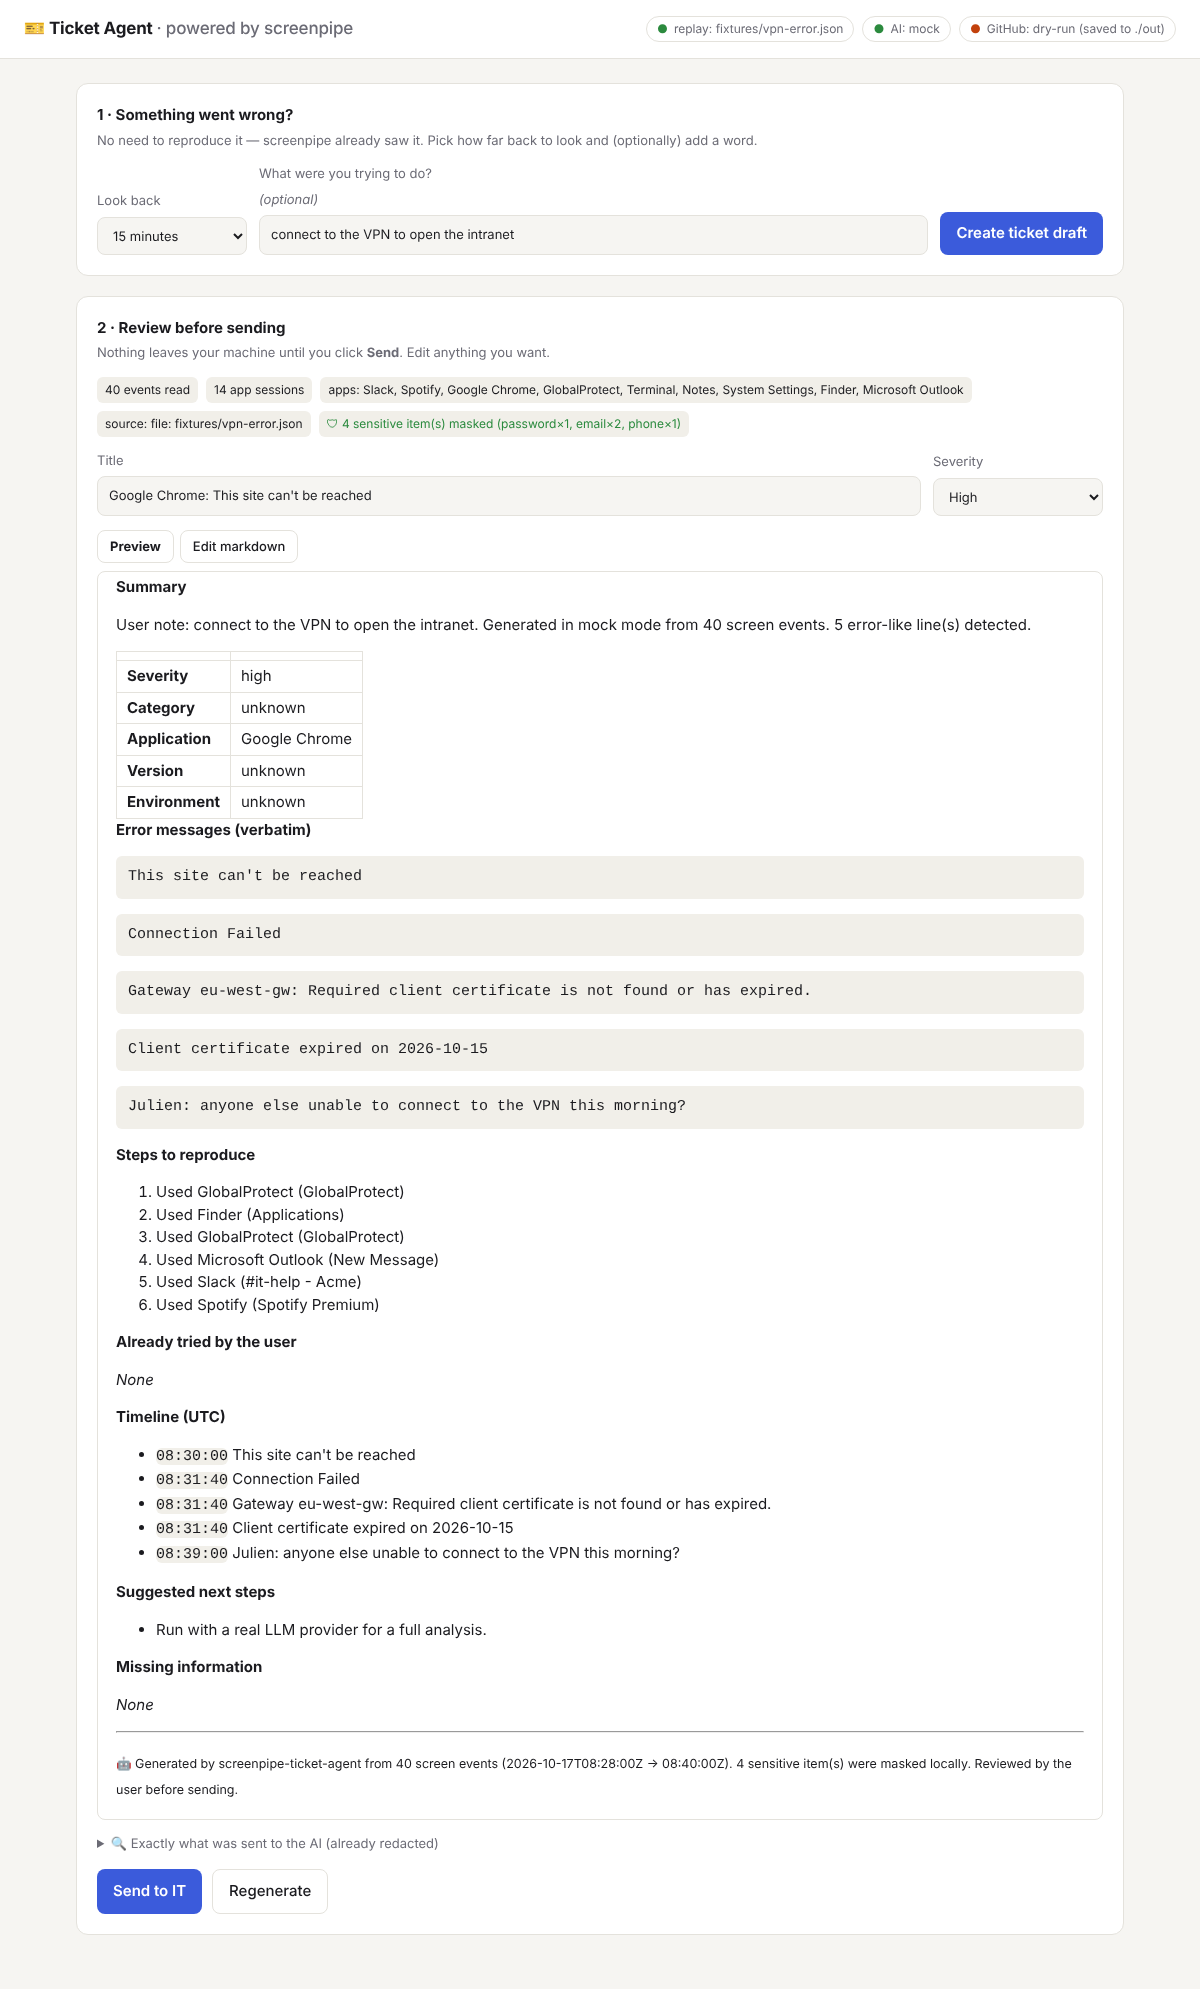 🎫 Ticket Agent · powered by screenpipe
replay: fixtures/vpn-error.json
AI: mock
GitHub: dry-run (saved to ./out)
1 · Something went wrong?
No need to reproduce it — screenpipe already saw it. Pick how far back to look and (optionally) add a word.
What were you trying to do?
(optional)
Look back
15 minutes
connect to the VPN to open the intranet
Create ticket draft
2 · Review before sending
Nothing leaves your machine until you click Send. Edit anything you want.
40 events read
14 app sessions
apps: Slack, Spotify, Google Chrome, GlobalProtect, Terminal, Notes, System Settings, Finder, Microsoft Outlook
source: file: fixtures/vpn-error.json
🛡 4 sensitive item(s) masked (password×1, email×2, phone×1)
Title
Severity
Google Chrome: This site can't be reached
High
Preview
Edit markdown
Summary
User note: connect to the VPN to open the intranet. Generated in mock mode from 40 screen events. 5 error-like line(s) detected.
Severity high
Category unknown
Application Google Chrome
Version unknown
Environment unknown
Error messages (verbatim)
This site can't be reached
Connection Failed
Gateway eu-west-gw: Required client certificate is not found or has expired.
Client certificate expired on 2026-10-15
Julien: anyone else unable to connect to the VPN this morning?
Steps to reproduce
1. Used GlobalProtect (GlobalProtect)
2. Used Finder (Applications)
3. Used GlobalProtect (GlobalProtect)
4. Used Microsoft Outlook (New Message)
5. Used Slack (#it-help - Acme)
6. Used Spotify (Spotify Premium)
Already tried by the user
None
Timeline (UTC)
• 08:30:00 This site can't be reached
• 08:31:40 Connection Failed
• 08:31:40 Gateway eu-west-gw: Required client certificate is not found or has expired.
• 08:31:40 Client certificate expired on 2026-10-15
• 08:39:00 Julien: anyone else unable to connect to the VPN this morning?
Suggested next steps
• Run with a real LLM provider for a full analysis.
Missing information
None
🤖 Generated by screenpipe-ticket-agent from 40 screen events (2026-10-17T08:28:00Z → 08:40:00Z). 4 sensitive item(s) were masked locally. Reviewed by the
user before sending.
▶ 🔍 Exactly what was sent to the AI (already redacted)
Send to IT
Regenerate